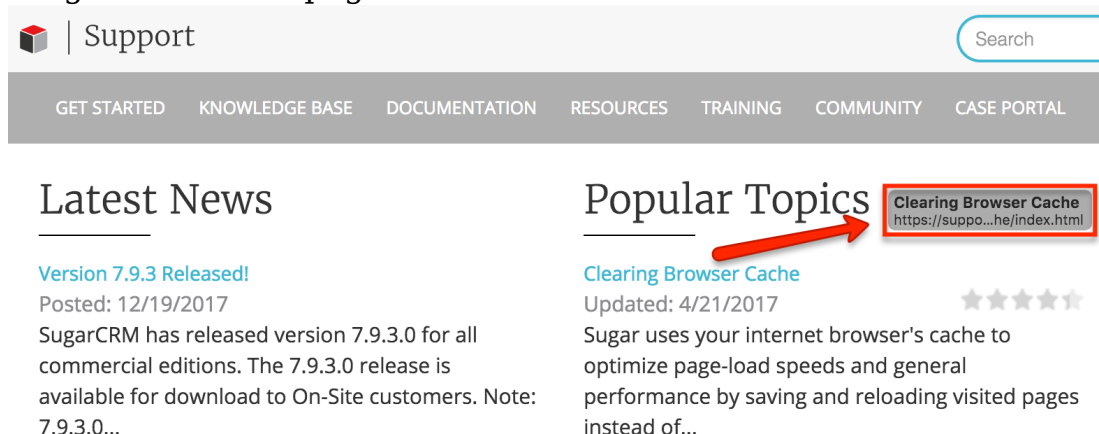 | Support
Search
GET STARTED KNOWLEDGE BASE DOCUMENTATION RESOURCES TRAINING COMMUNITY CASE PORTAL
Latest News
Version 7.9.3 Released!
Posted: 12/19/2017
SugarCRM has released version 7.9.3.0 for all
commercial editions. The 7.9.3.0 release is
available for download to On-Site customers. Note:
7.9.3.0...
Popular Topics
Clearing Browser Cache
https://suppo...he/index.html
Clearing Browser Cache
Updated: 4/21/2017
Sugar uses your internet browser's cache to
optimize page-load speeds and general
performance by saving and reloading visited pages
instead of...